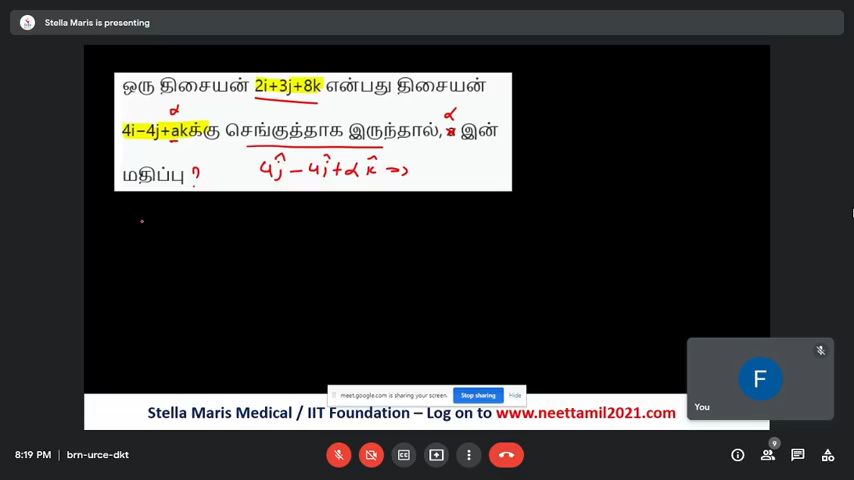 Stella Maris is presenting
ஒரு திசையன் 2i+3j+8k என்பது திசையன்
α α
4i−4j+akக்கு செங்குத்தாக இருந்தால், a இன்
மதிப்பு ? 4ĵ − 4î + α k̂ ⇒
F
You
meet.google.com is sharing your screen. Stop sharing Hide
Stella Maris Medical / IIT Foundation – Log on to www.neettamil2021.com
8:19 PM | brn-urce-dkt
9